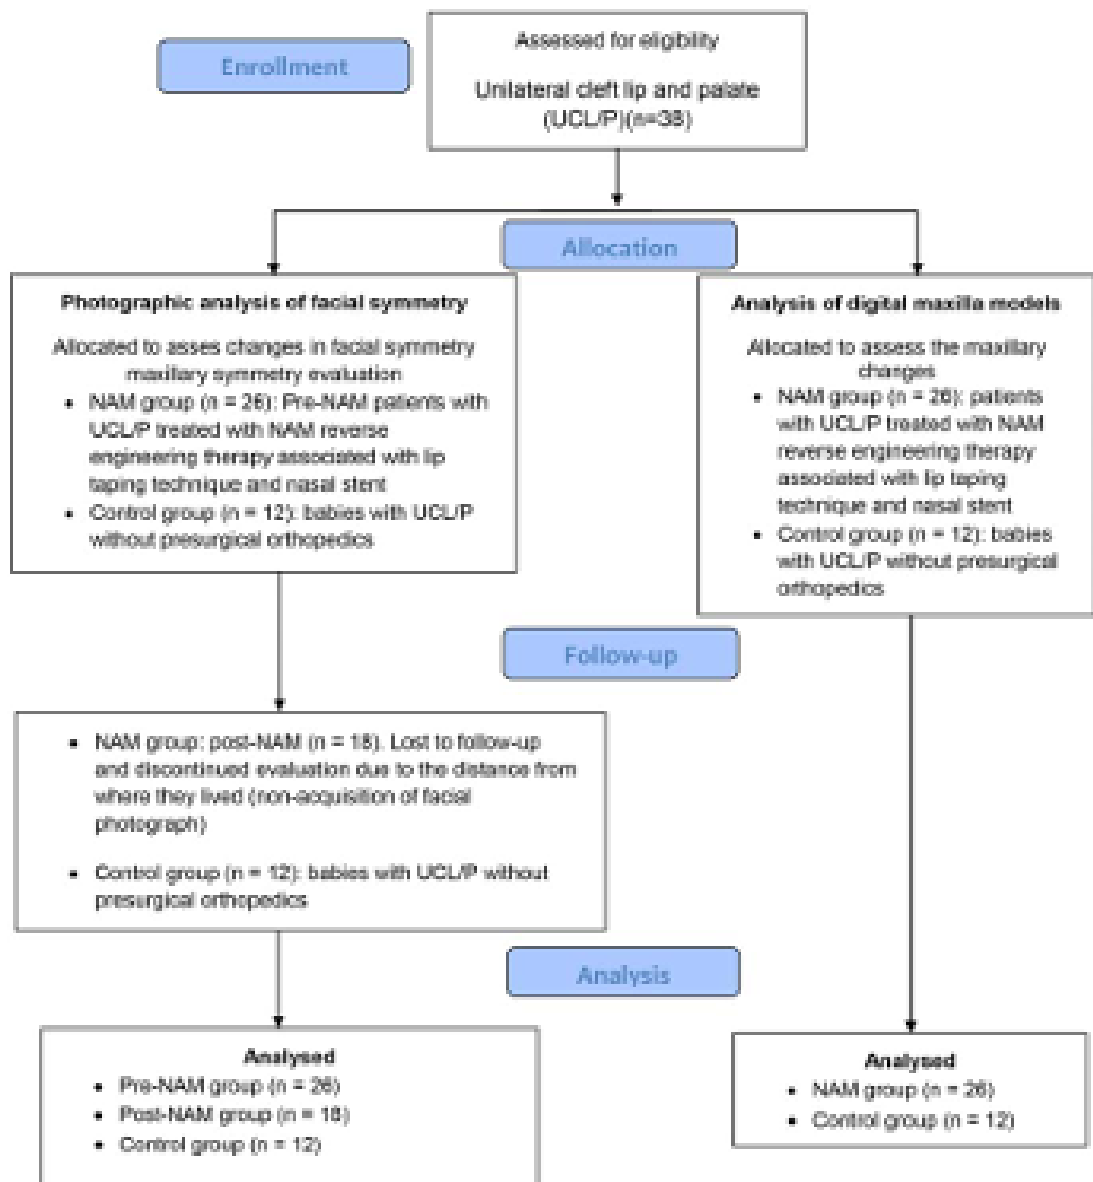 Enrollment
Assessed for eligibility
Unilateral cleft lip and palate
(UCL/P)(n=38)
Allocation
Photographic analysis of facial symmetry
Allocated to asses changes in facial symmetry
maxillary symmetry evaluation
• NAM group (n = 26): Pre-NAM patients with
UCL/P treated with NAM reverse
engineering therapy associated with lip
taping technique and nasal stent
• Control group (n = 12): babies with UCL/P
without presurgical orthopedics
Analysis of digital maxilla models
Allocated to assess the maxillary
changes
• NAM group (n = 26): patients
with UCL/P treated with NAM
reverse engineering therapy
associated with lip taping
technique and nasal stent
• Control group (n = 12): babies
with UCL/P without presurgical
orthopedics
Follow-up
• NAM group: post-NAM (n = 18). Lost to follow-up
and discontinued evaluation due to the distance from
where they lived (non-acquisition of facial
photograph)
• Control group (n = 12): babies with UCL/P without
presurgical orthopedics
Analysis
Analysed
• Pre-NAM group (n = 26)
• Post-NAM group (n = 18)
• Control group (n = 12)
Analysed
• NAM group (n = 26)
• Control group (n = 12)